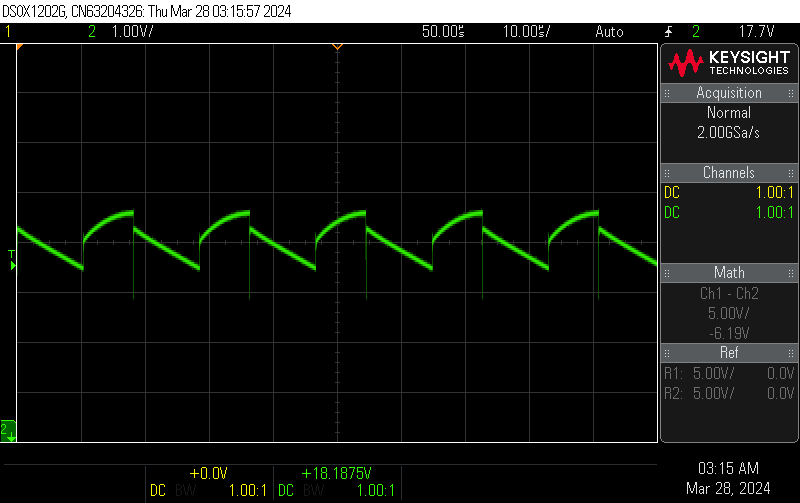 DSOX1202G, CN63204326: Thu Mar 28 03:15:57 2024
1 2 1.00V/ 50.00s 10.00s/ Auto 2 17.7V
KEYSIGHT
TECHNOLOGIES
Acquisition
Normal
2.00GSa/s
Channels
DC 1.00:1
DC 1.00:1
T
Math
Ch1 - Ch2
5.00V/
-6.19V
Ref
R1: 5.00V/ 0.0V
R2: 5.00V/ 0.0V
2
+0.0V +18.1875V
DC BW 1.00:1 DC BW 1.00:1
03:15 AM
Mar 28, 2024